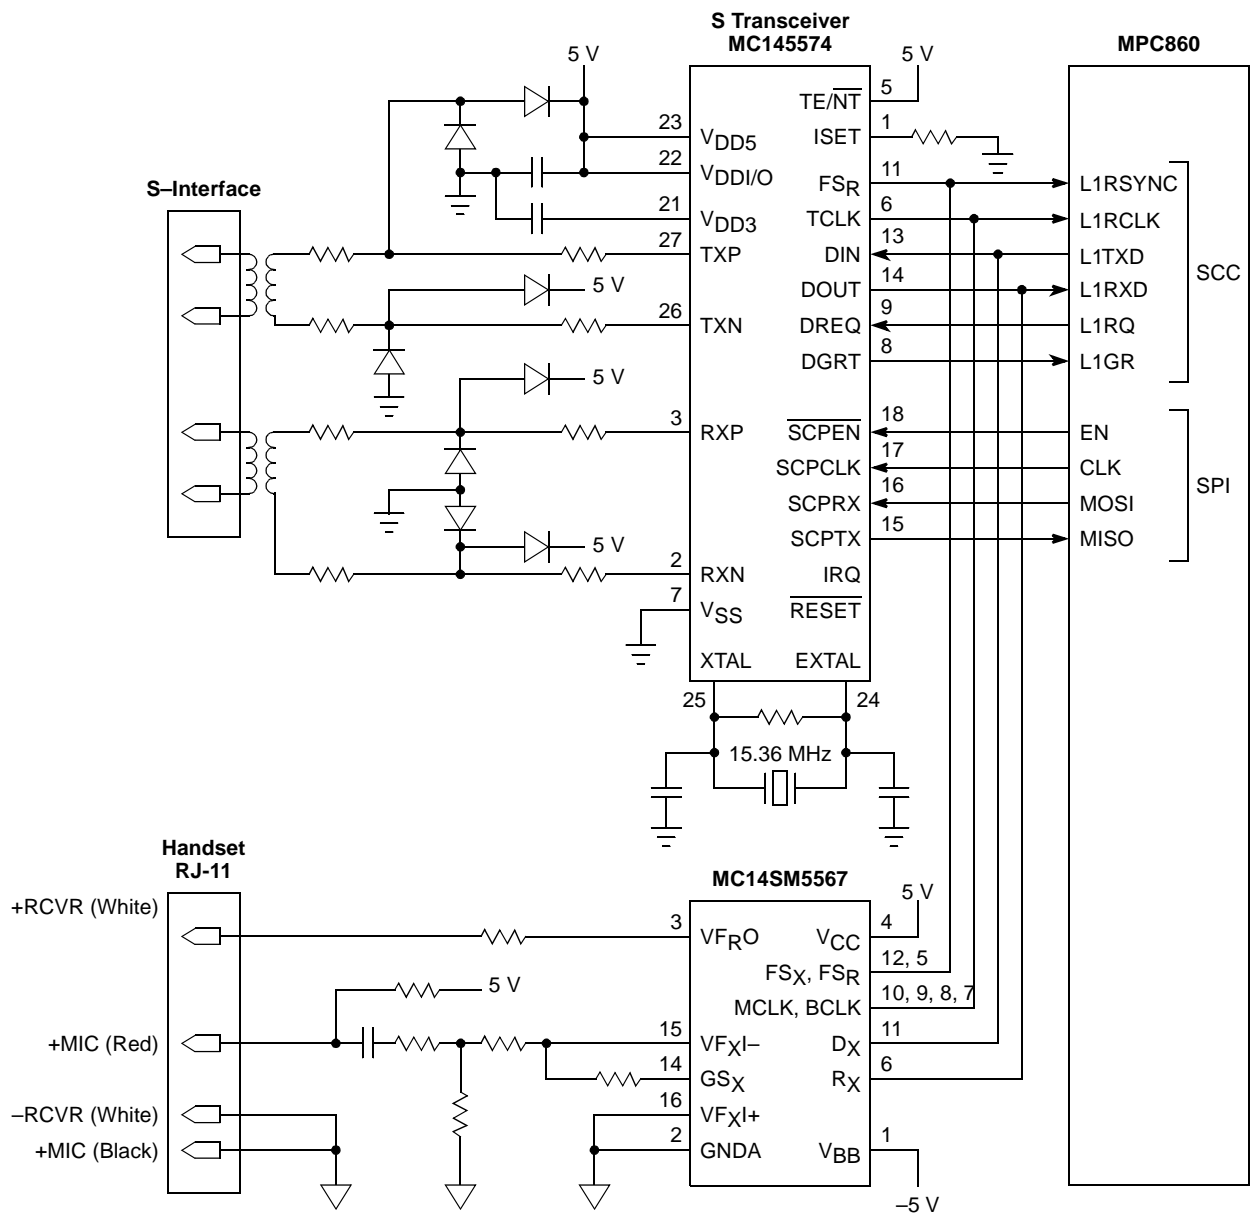 S Transceiver
MC145574
MPC860
5 V
5 V
TE/NT
5
23
VDD5
ISET
1
22
VDDI/O
FSR
11
L1RSYNC
S–Interface
21
VDD3
TCLK
6
L1RCLK
27
TXP
DIN
13
L1TXD
SCC
5 V
DOUT
14
L1RXD
26
TXN
DREQ
9
L1RQ
DGRT
8
L1GR
5 V
3
RXP
SCPEN
18
EN
SCPCLK
17
CLK
SPI
SCPRX
16
MOSI
5 V
SCPTX
15
MISO
2
RXN
IRQ
7
VSS
RESET
XTAL
EXTAL
25
24
15.36 MHz
Handset
RJ-11
MC14SM5567
5 V
+RCVR (White)
3
VFRO
VCC
4
FSX, FSR
12, 5
5 V
MCLK, BCLK
10, 9, 8, 7
+MIC (Red)
15
VFXI–
DX
11
14
GSX
RX
6
–RCVR (White)
16
VFXI+
+MIC (Black)
2
GNDA
VBB
1
–5 V